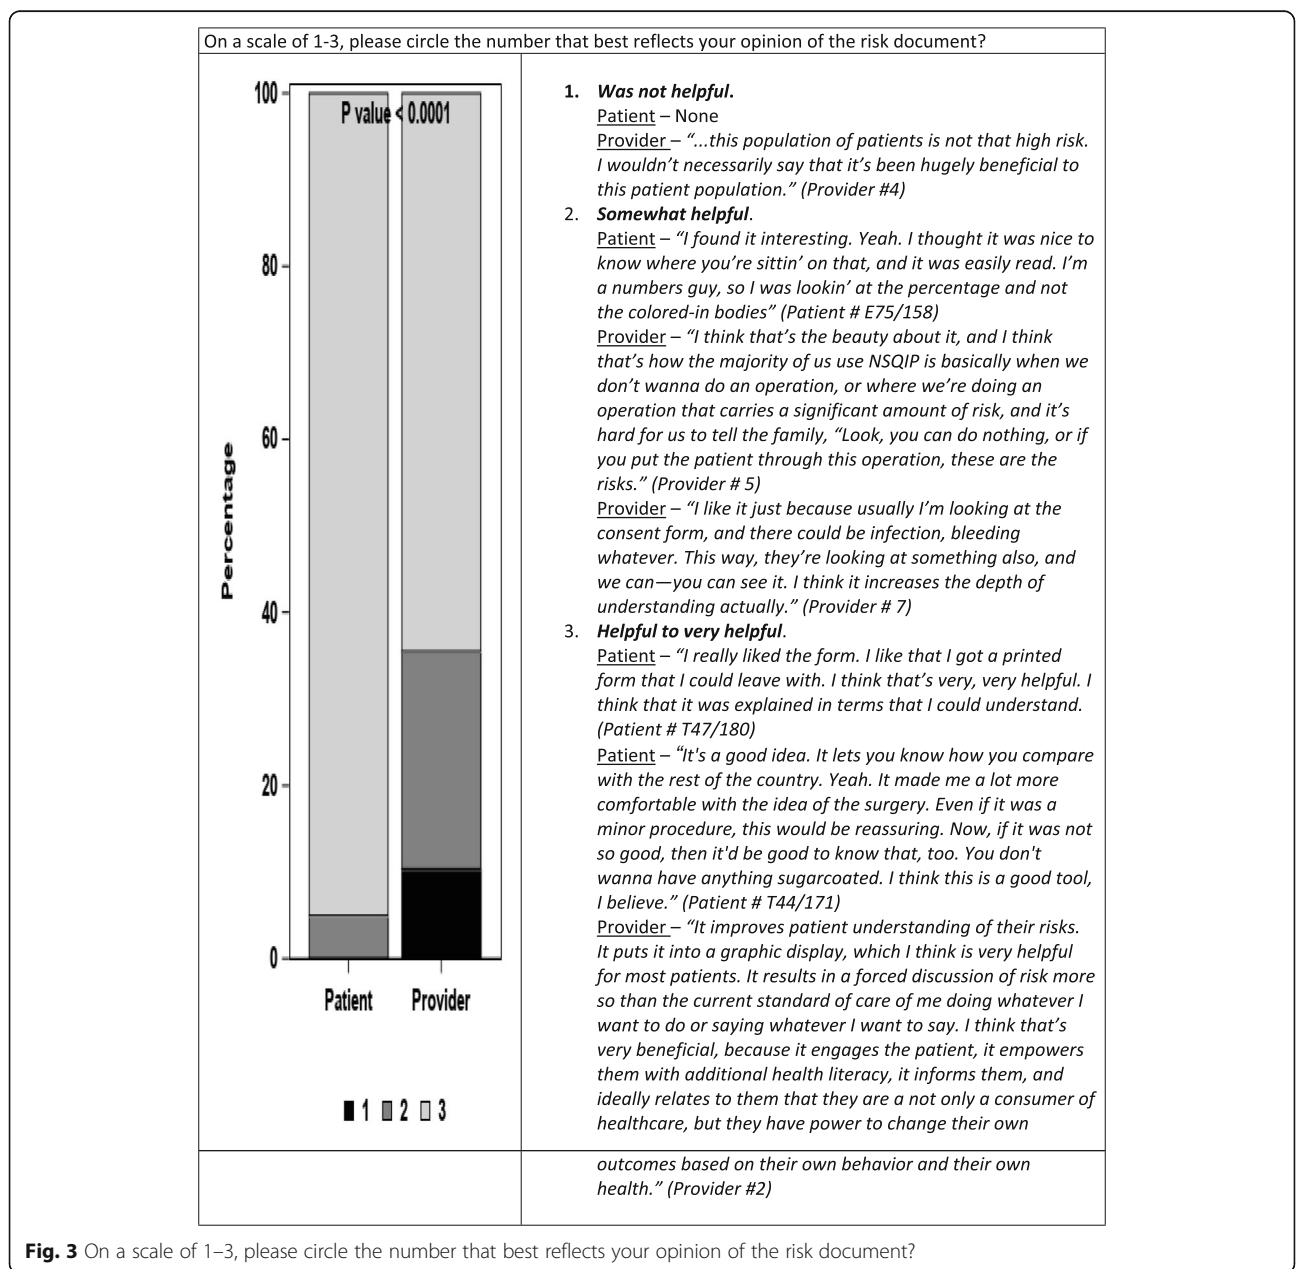 On a scale of 1-3, please circle the number that best reflects your opinion of the risk document?
100
P value < 0.0001
80
60
40
20
0
Percentage
Patient Provider
1 2 3
1. Was not helpful.
Patient – None
Provider – “...this population of patients is not that high risk.
I wouldn’t necessarily say that it’s been hugely beneficial to
this patient population.” (Provider #4)
2. Somewhat helpful.
Patient – “I found it interesting. Yeah. I thought it was nice to
know where you’re sittin’ on that, and it was easily read. I’m
a numbers guy, so I was lookin’ at the percentage and not
the colored-in bodies” (Patient # E75/158)
Provider – “I think that’s the beauty about it, and I think
that’s how the majority of us use NSQIP is basically when we
don’t wanna do an operation, or where we’re doing an
operation that carries a significant amount of risk, and it’s
hard for us to tell the family, “Look, you can do nothing, or if
you put the patient through this operation, these are the
risks.” (Provider # 5)
Provider – “I like it just because usually I’m looking at the
consent form, and there could be infection, bleeding
whatever. This way, they’re looking at something also, and
we can—you can see it. I think it increases the depth of
understanding actually.” (Provider # 7)
3. Helpful to very helpful.
Patient – “I really liked the form. I like that I got a printed
form that I could leave with. I think that’s very, very helpful. I
think that it was explained in terms that I could understand.
(Patient # T47/180)
Patient – “It's a good idea. It lets you know how you compare
with the rest of the country. Yeah. It made me a lot more
comfortable with the idea of the surgery. Even if it was a
minor procedure, this would be reassuring. Now, if it was not
so good, then it'd be good to know that, too. You don't
wanna have anything sugarcoated. I think this is a good tool,
I believe.” (Patient # T44/171)
Provider – “It improves patient understanding of their risks.
It puts it into a graphic display, which I think is very helpful
for most patients. It results in a forced discussion of risk more
so than the current standard of care of me doing whatever I
want to do or saying whatever I want to say. I think that’s
very beneficial, because it engages the patient, it empowers
them with additional health literacy, it informs them, and
ideally relates to them that they are a not only a consumer of
healthcare, but they have power to change their own
outcomes based on their own behavior and their own
health.” (Provider #2)
Fig. 3 On a scale of 1–3, please circle the number that best reflects your opinion of the risk document?